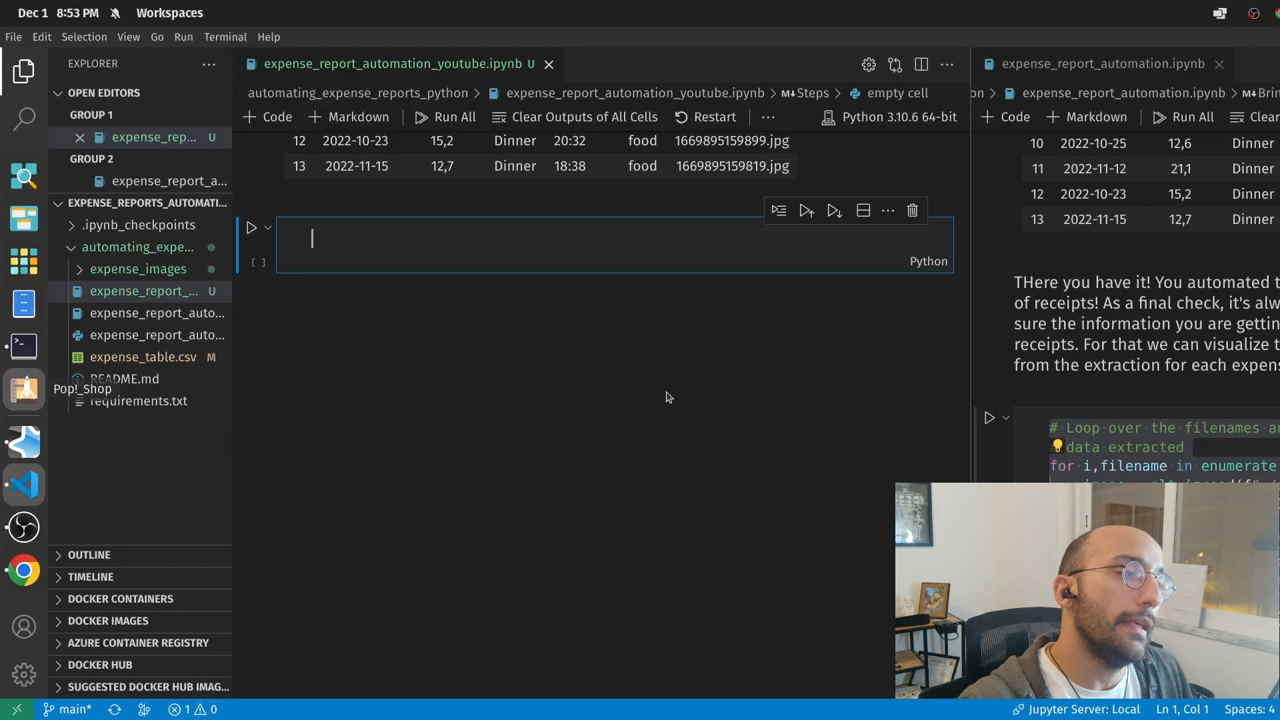 Dec 1 8:53 PM Workspaces
File Edit Selection View Go Run Terminal Help
EXPLORER
OPEN EDITORS
GROUP 1
expense_rep... U
GROUP 2
expense_report_a...
EXPENSE_REPORTS_AUTOMATI...
.ipynb_checkpoints
automating_expe...
expense_images
expense_report_... U
expense_report_auto...
expense_report_auto...
expense_table.csv M
README.md
Pop!_Shop
requirements.txt
OUTLINE
TIMELINE
DOCKER CONTAINERS
DOCKER IMAGES
AZURE CONTAINER REGISTRY
DOCKER HUB
SUGGESTED DOCKER HUB IMAG...
expense_report_automation_youtube.ipynb U
automating_expense_reports_python > expense_report_automation_youtube.ipynb > M↓Steps > empty cell
+ Code + Markdown Run All Clear Outputs of All Cells Restart ... Python 3.10.6 64-bit
12 2022-10-23 15,2 Dinner 20:32 food 1669895159899.jpg
13 2022-11-15 12,7 Dinner 18:38 food 1669895159819.jpg
[ ]
Python
expense_report_automation.ipynb
on > expense_report_automation.ipynb > M↓Brin
+ Code + Markdown Run All Clear
10 2022-10-25 12,6 Dinner
11 2022-11-12 21,1 Dinner
12 2022-10-23 15,2 Dinner
13 2022-11-15 12,7 Dinner
THere you have it! You automated t
of receipts! As a final check, it's alwa
sure the information you are gettin
receipts. For that we can visualize t
from the extraction for each expen
# Loop over the filenames an
data extracted
for i,filename in enumerate
main* 1 0 Jupyter Server: Local Ln 1, Col 1 Spaces: 4